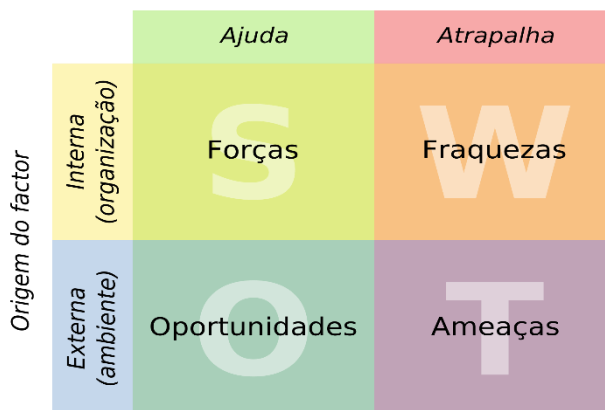 Ajuda
Atrapalha
Origem do factor
Interna
(organização)
S
Forças
W
Fraquezas
Externa
(ambiente)
O
Oportunidades
T
Ameaças